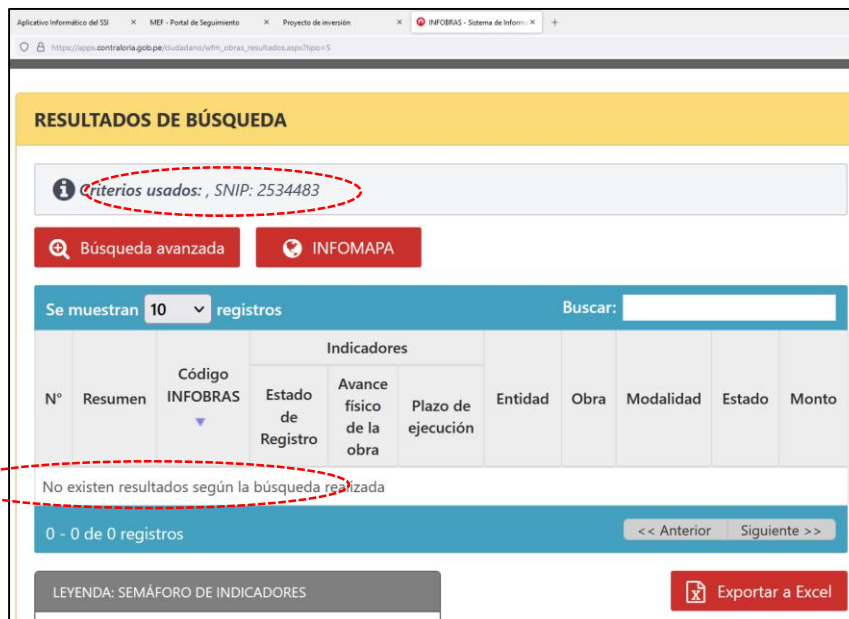 Aplicativo Informático del SSI × MEF - Portal de Seguimiento × Proyecto de inversión × INFOBRAS - Sistema de Inform × +
https://apps.contraloria.gob.pe/ciudadano/wfm_obras_resultados.aspx?tipo=S
RESULTADOS DE BÚSQUEDA
Criterios usados: , SNIP: 2534483
Búsqueda avanzada INFOMAPA
Se muestran 10 registros Buscar:
Indicadores
N° Resumen Código INFOBRAS Estado de Registro Avance físico de la obra Plazo de ejecución Entidad Obra Modalidad Estado Monto
No existen resultados según la búsqueda realizada
0 - 0 de 0 registros << Anterior Siguiente >>
LEYENDA: SEMÁFORO DE INDICADORES
Exportar a Excel